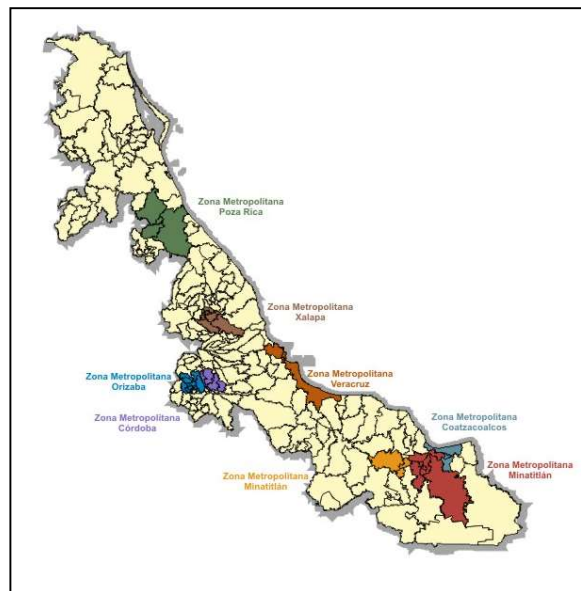 Zona Metropolitana
Poza Rica
Zona Metropolitana
Xalapa
Zona Metropolitana
Veracruz
Zona Metropolitana
Orizaba
Zona Metropolitana
Córdoba
Zona Metropolitana
Coatzacoalcos
Zona Metropolitana
Minatitlán
Zona Metropolitana
Minatitlán